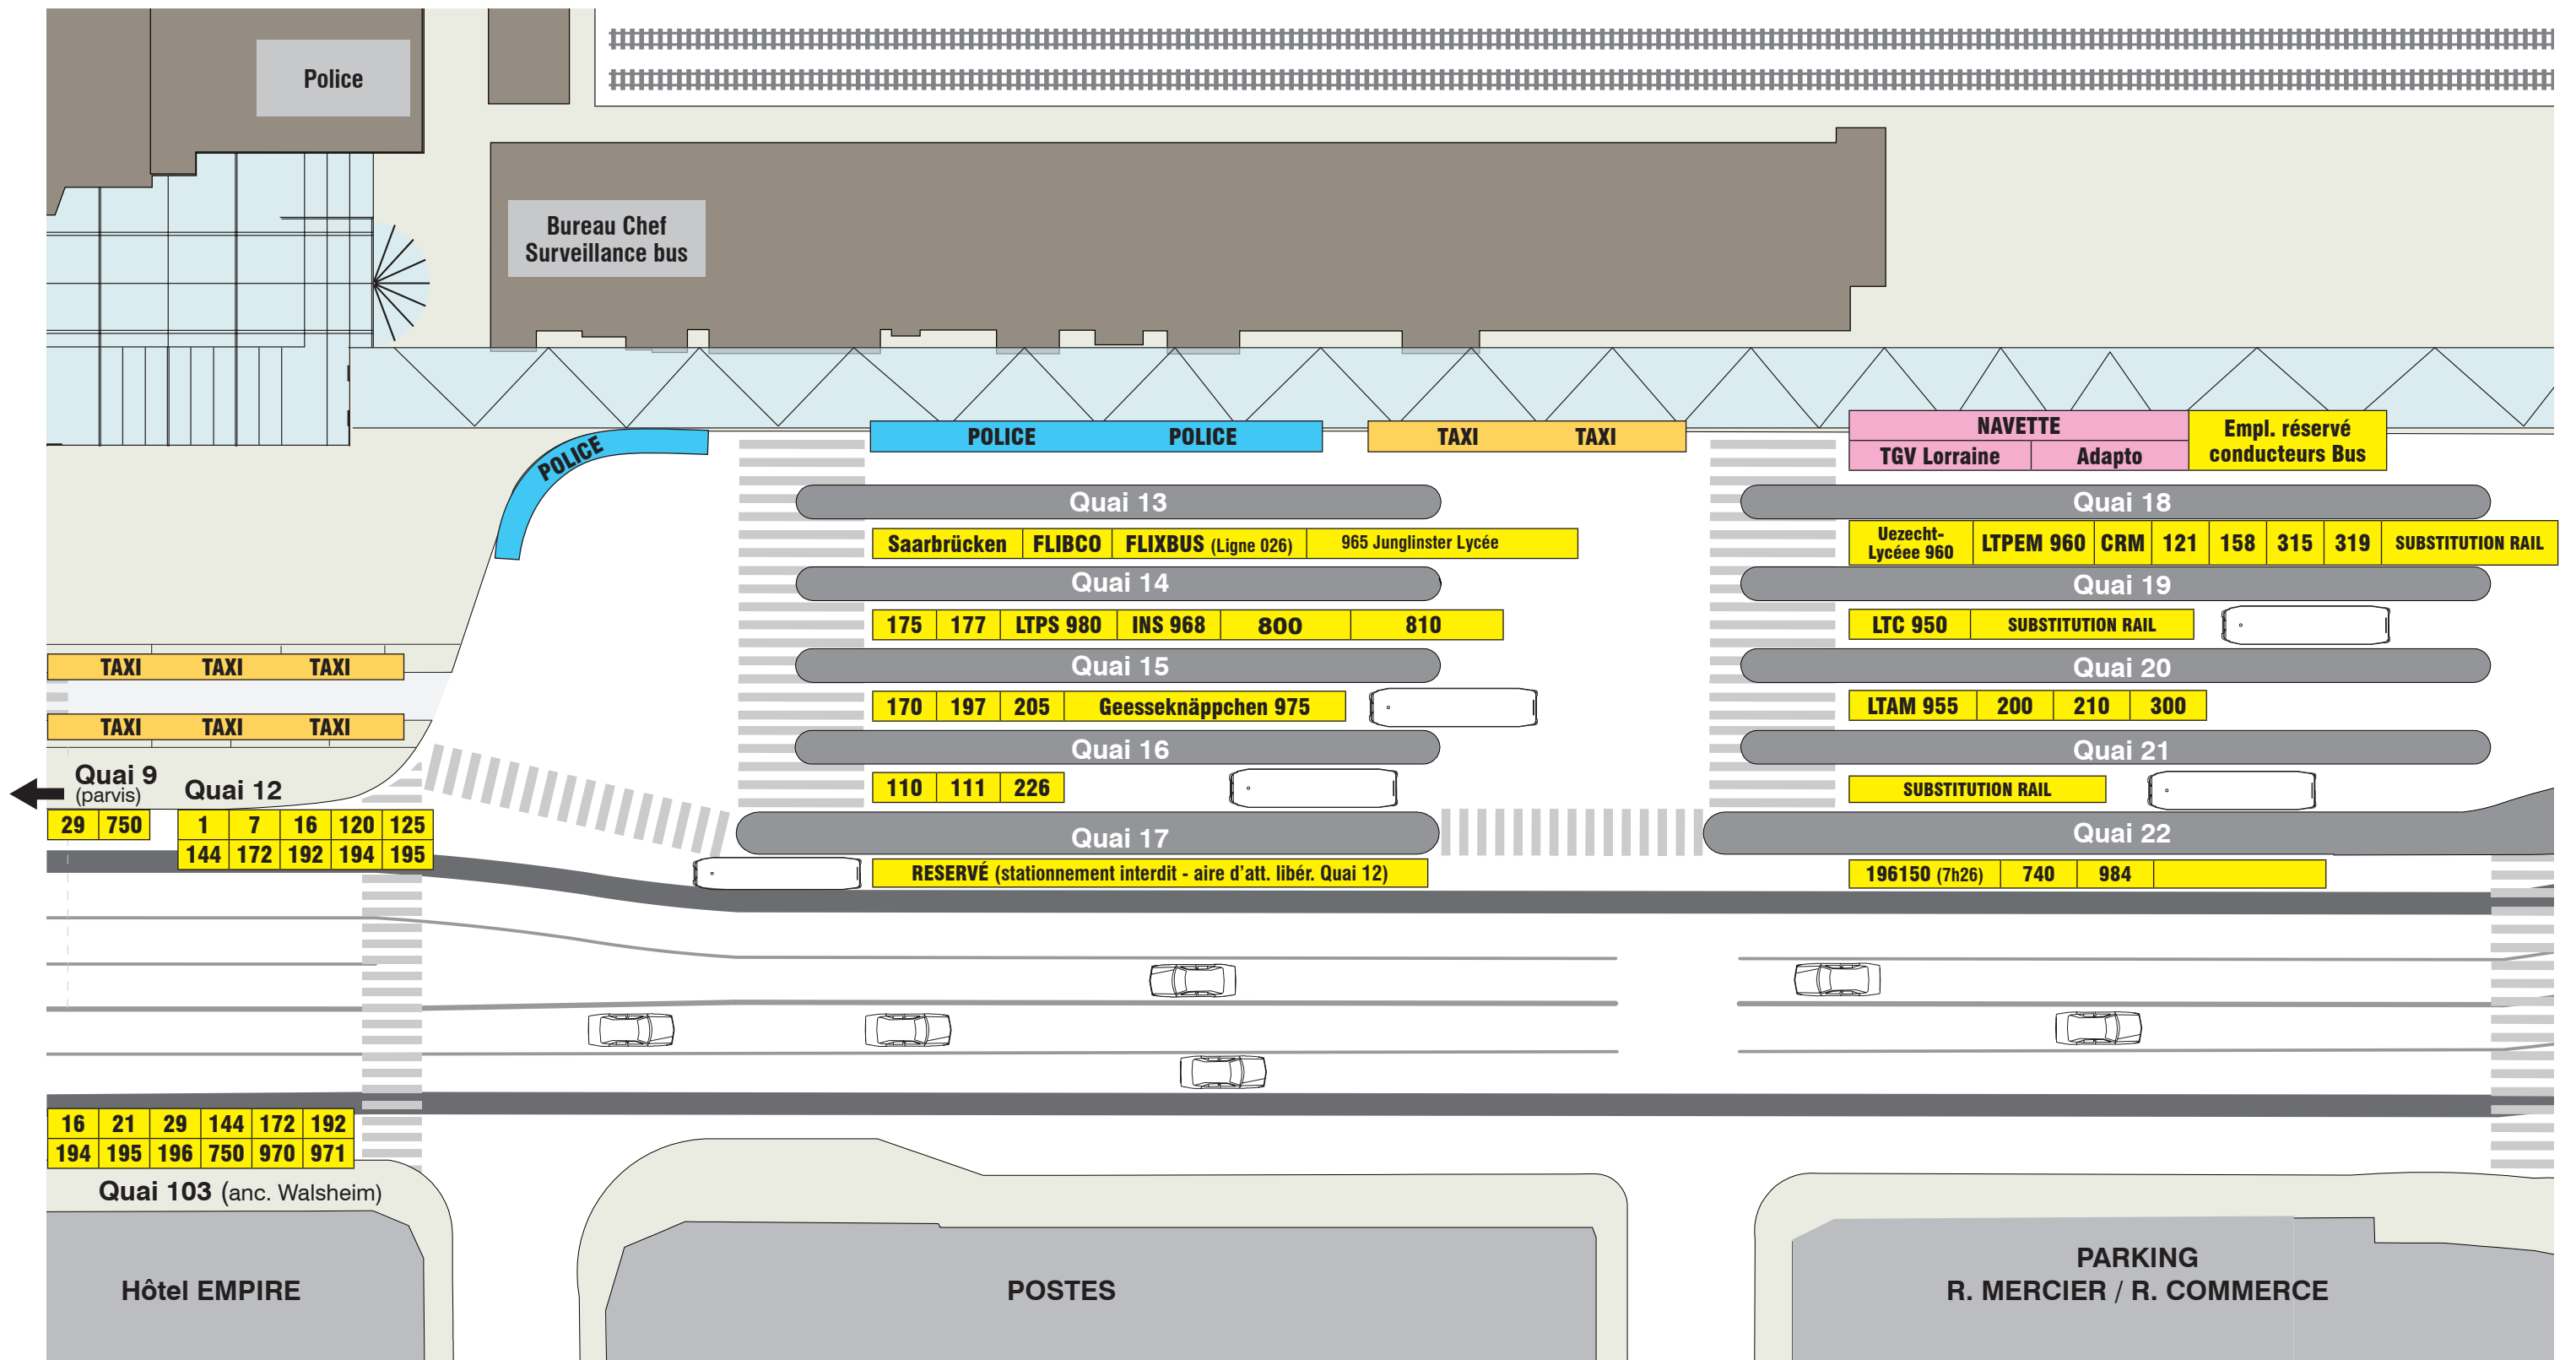 Police
Bureau Chef
Surveillance bus
POLICE
POLICE POLICE
TAXI TAXI
NAVETTE
TGV Lorraine Adapto
Empl. réservé
conducteurs Bus
Quai 13
Saarbrücken FLIBCO FLIXBUS (Ligne 026) 965 Junglinster Lycée
Quai 14
175 177 LTPS 980 INS 968 800 810
Quai 15
170 197 205 Geesseknäppchen 975
Quai 16
110 111 226
Quai 17
RESERVÉ (stationnement interdit - aire d'att. libér. Quai 12)
Quai 18
Uezecht-
Lycéee 960
LTPEM 960 CRM 121 158 315 319 SUBSTITUTION RAIL
Quai 19
LTC 950 SUBSTITUTION RAIL
Quai 20
LTAM 955 200 210 300
Quai 21
SUBSTITUTION RAIL
Quai 22
196150 (7h26) 740 984
TAXI TAXI TAXI
TAXI TAXI TAXI
Quai 9
(parvis)
29 750
Quai 12
1 7 16 120 125
144 172 192 194 195
16 21 29 144 172 192
194 195 196 750 970 971
Quai 103 (anc. Walsheim)
Hôtel EMPIRE
POSTES
PARKING
R. MERCIER / R. COMMERCE